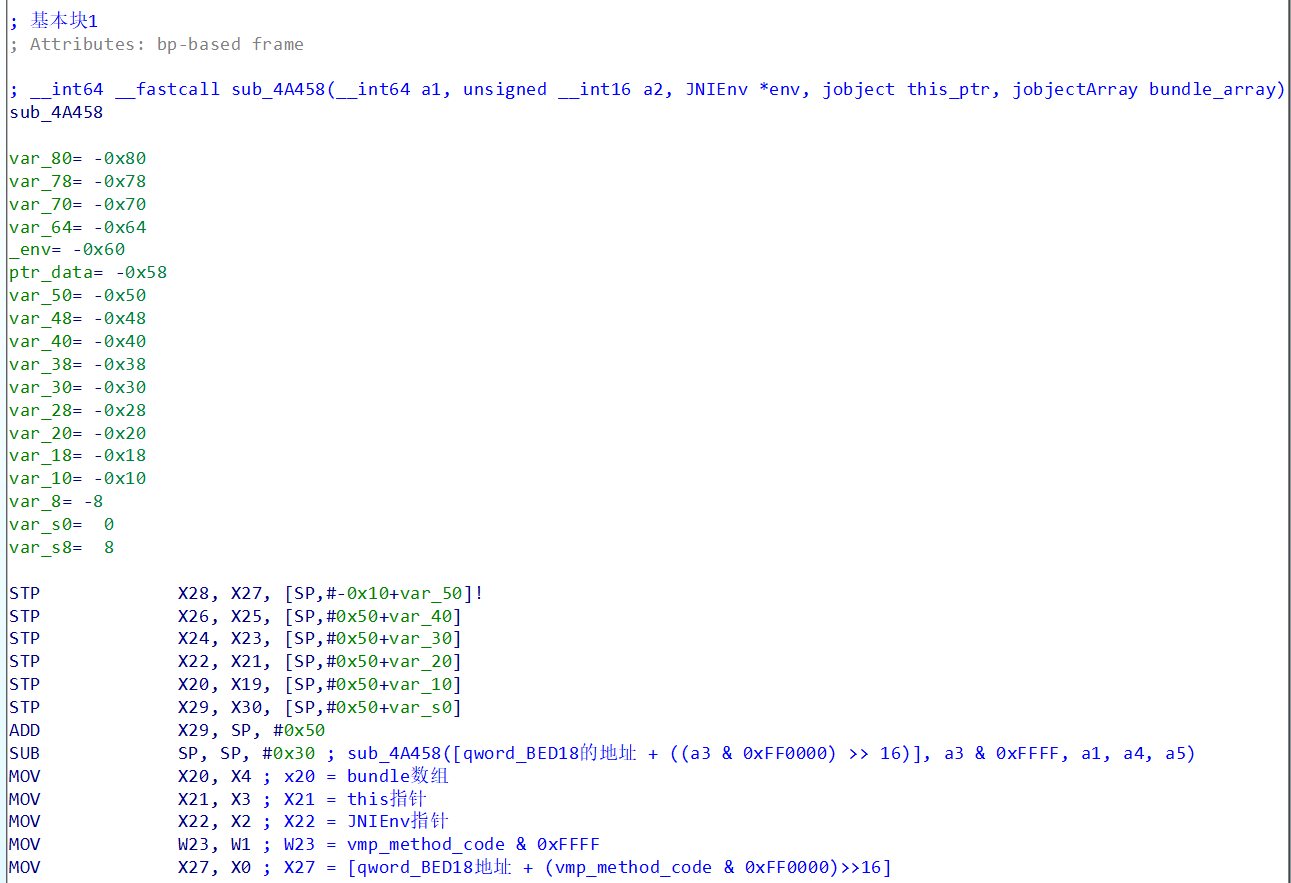 ; 基本块1
; Attributes: bp-based frame
; __int64 __fastcall sub_4A458(__int64 a1, unsigned __int16 a2, JNIEnv *env, jobject this_ptr, jobjectArray bundle_array)
sub_4A458
var_80= -0x80
var_78= -0x78
var_70= -0x70
var_64= -0x64
_env= -0x60
ptr_data= -0x58
var_50= -0x50
var_48= -0x48
var_40= -0x40
var_38= -0x38
var_30= -0x30
var_28= -0x28
var_20= -0x20
var_18= -0x18
var_10= -0x10
var_8= -8
var_s0=  0
var_s8=  8
STP X28, X27, [SP,#-0x10+var_50]!
STP X26, X25, [SP,#0x50+var_40]
STP X24, X23, [SP,#0x50+var_30]
STP X22, X21, [SP,#0x50+var_20]
STP X20, X19, [SP,#0x50+var_10]
STP X29, X30, [SP,#0x50+var_s0]
ADD X29, SP, #0x50
SUB SP, SP, #0x30 ; sub_4A458([qword_BED18的地址 + ((a3 & 0xFF0000) >> 16)], a3 & 0xFFFF, a1, a4, a5)
MOV X20, X4 ; x20 = bundle数组
MOV X21, X3 ; X21 = this指针
MOV X22, X2 ; X22 = JNIEnv指针
MOV W23, W1 ; W23 = vmp_method_code & 0xFFFF
MOV X27, X0 ; X27 = [qword_BED18地址 + (vmp_method_code & 0xFF0000)>>16]